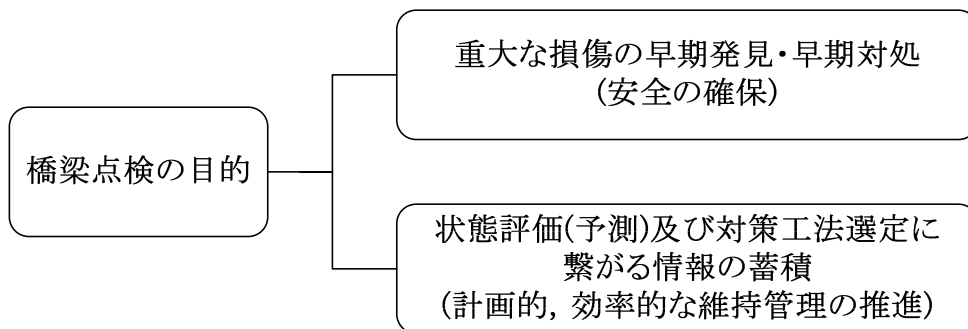 橋梁点検の目的
重大な損傷の早期発見・早期対処
(安全の確保)
状態評価(予測)及び対策工法選定に
繋がる情報の蓄積
(計画的, 効率的な維持管理の推進)